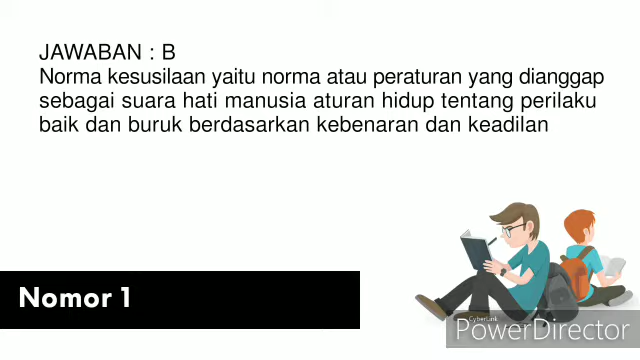 JAWABAN : B
Norma kesusilaan yaitu norma atau peraturan yang dianggap
sebagai suara hati manusia aturan hidup tentang perilaku
baik dan buruk berdasarkan kebenaran dan keadilan
Nomor 1
CyberLink
PowerDirector